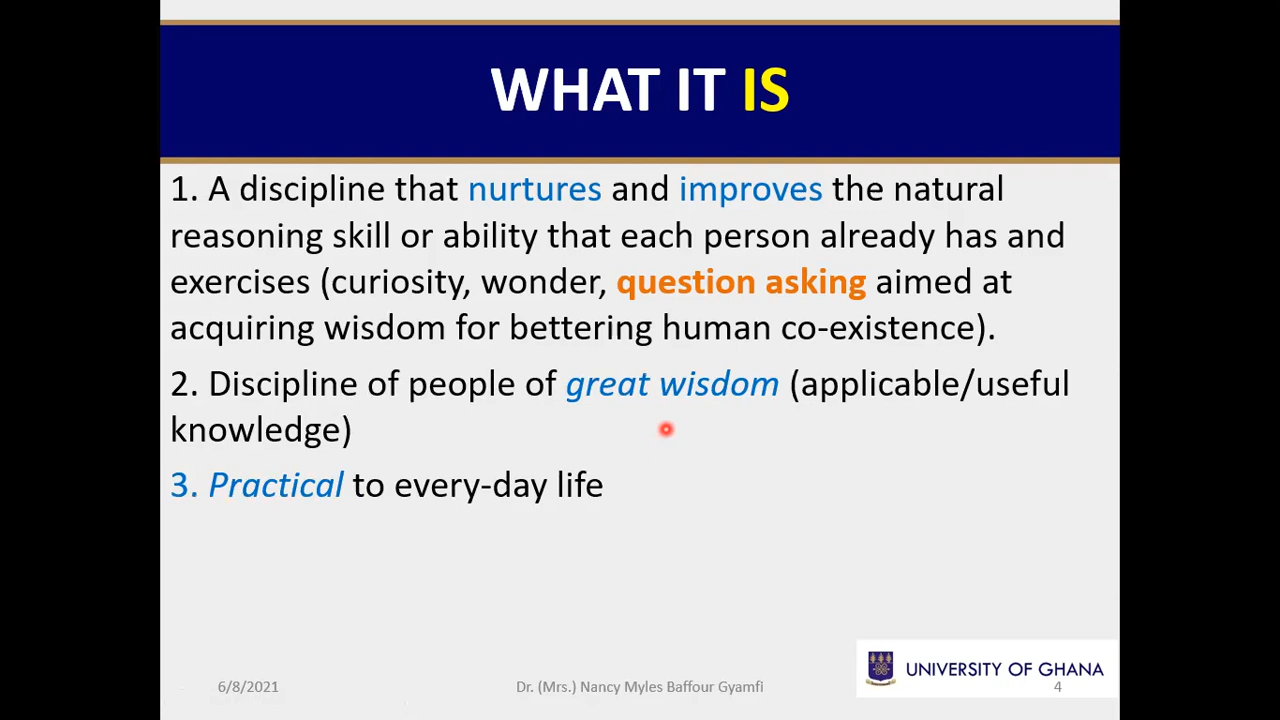 WHAT IT IS
1. A discipline that nurtures and improves the natural
reasoning skill or ability that each person already has and
exercises (curiosity, wonder, question asking aimed at
acquiring wisdom for bettering human co-existence).
2. Discipline of people of great wisdom (applicable/useful
knowledge)
3. Practical to every-day life
UNIVERSITY OF GHANA
6/8/2021
Dr. (Mrs.) Nancy Myles Baffour Gyamfi
4